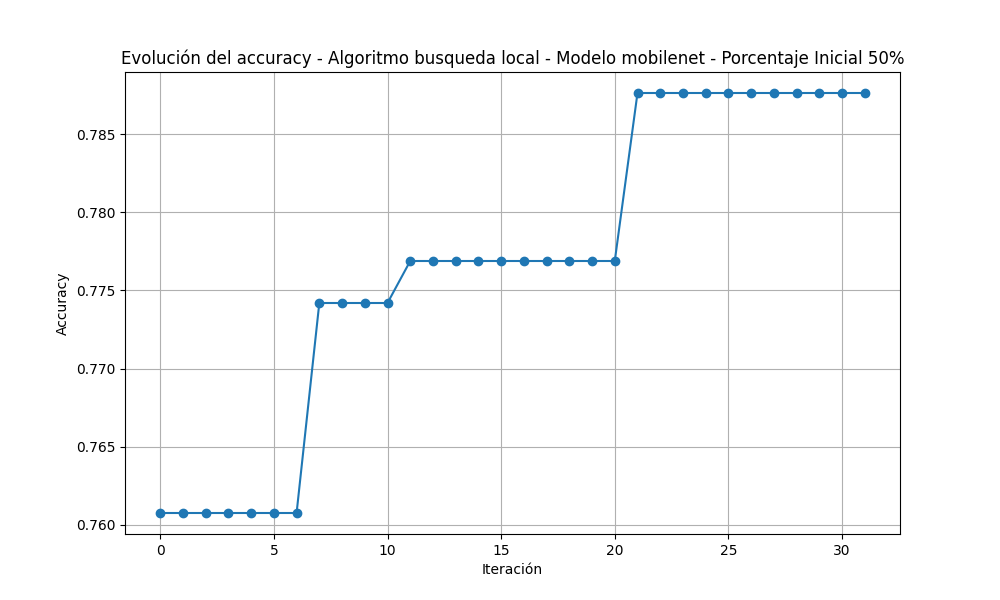 Evolución del accuracy - Algoritmo busqueda local - Modelo mobilenet - Porcentaje Inicial 50%
0.785
0.780
0.775
0.770
0.765
0.760
Accuracy
0 5 10 15 20 25 30
Iteración